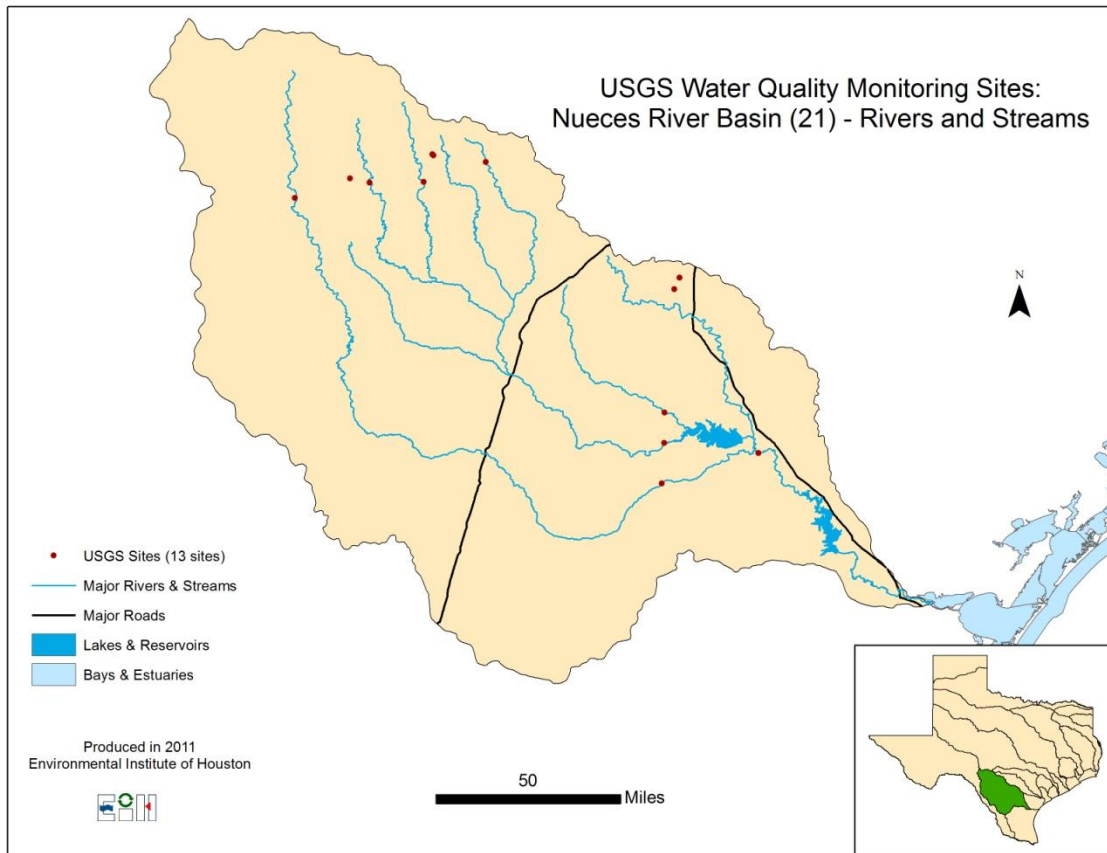 USGS Water Quality Monitoring Sites:
Nueces River Basin (21) - Rivers and Streams
N
USGS Sites (13 sites)
Major Rivers & Streams
Major Roads
Lakes & Reservoirs
Bays & Estuaries
Produced in 2011
Environmental Institute of Houston
50
Miles